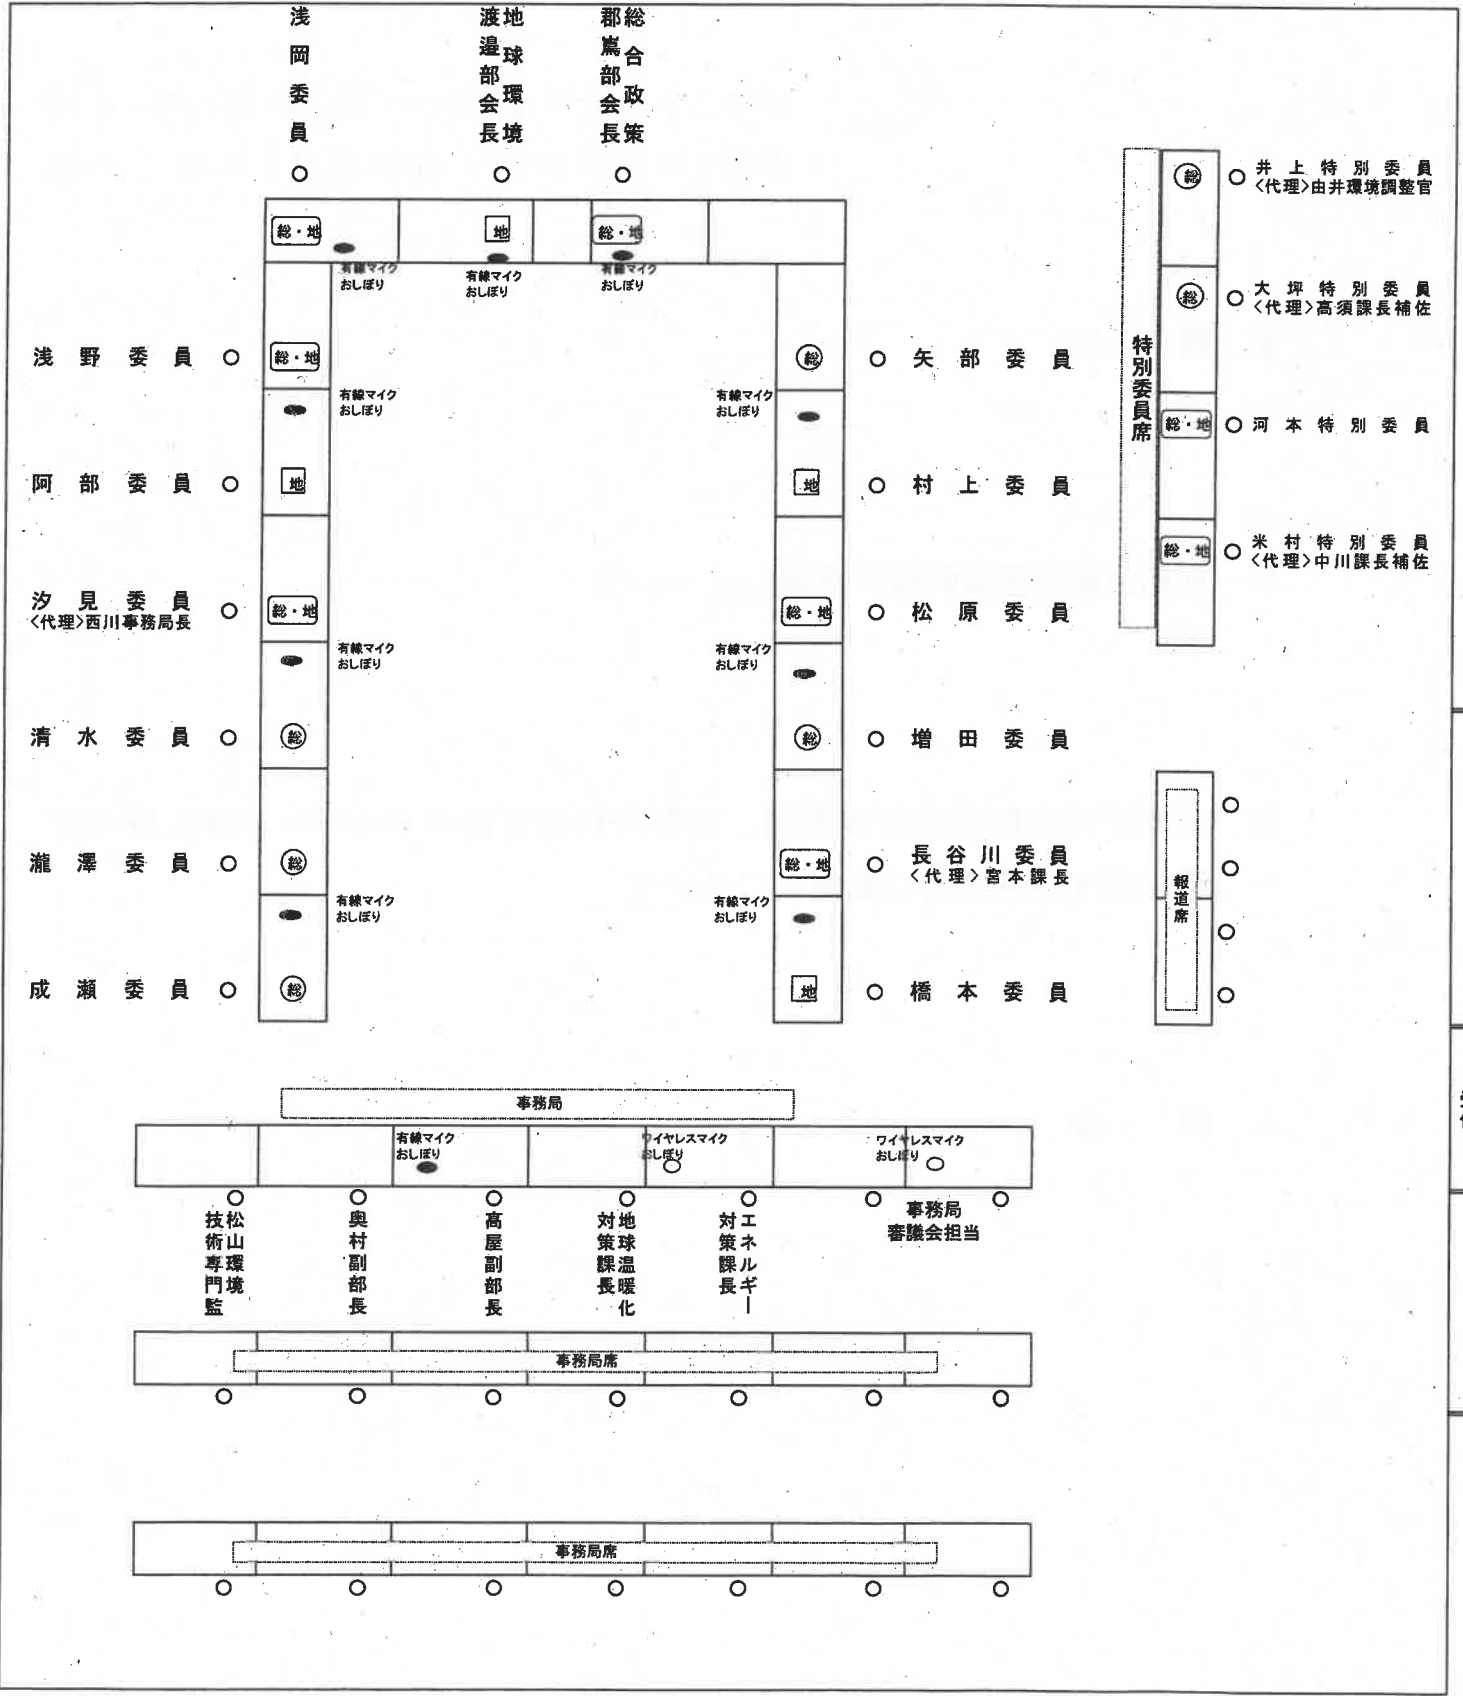 浅岡委員
地球環境
渡邉部会長
総合政策
郡嶌部会長
総・地
地
総・地
有線マイク
おしぼり
有線マイク
おしぼり
有線マイク
おしぼり
浅野委員
総・地
有線マイク
おしぼり
阿部委員
地
汐見委員
<代理>西川事務局長
総・地
有線マイク
おしぼり
清水委員
総
瀧澤委員
総
有線マイク
おしぼり
成瀬委員
総
総
矢部委員
有線マイク
おしぼり
地
村上委員
総・地
松原委員
有線マイク
おしぼり
総
増田委員
総・地
長谷川委員
<代理>宮本課長
有線マイク
おしぼり
地
橋本委員
特別委員席
総
井上特別委員
<代理>由井環境調整官
総
大坪特別委員
<代理>高須課長補佐
総・地
河本特別委員
総・地
米村特別委員
<代理>中川課長補佐
報道席
事務局
有線マイク
おしぼり
ワイヤレスマイク
おしぼり
ワイヤレスマイク
おしぼり
松山環境
技術専門監
奥村副部長
高屋副部長
地球温暖化
対策課長
エネルギー
対策課長
事務局
審議会担当
事務局席
事務局席